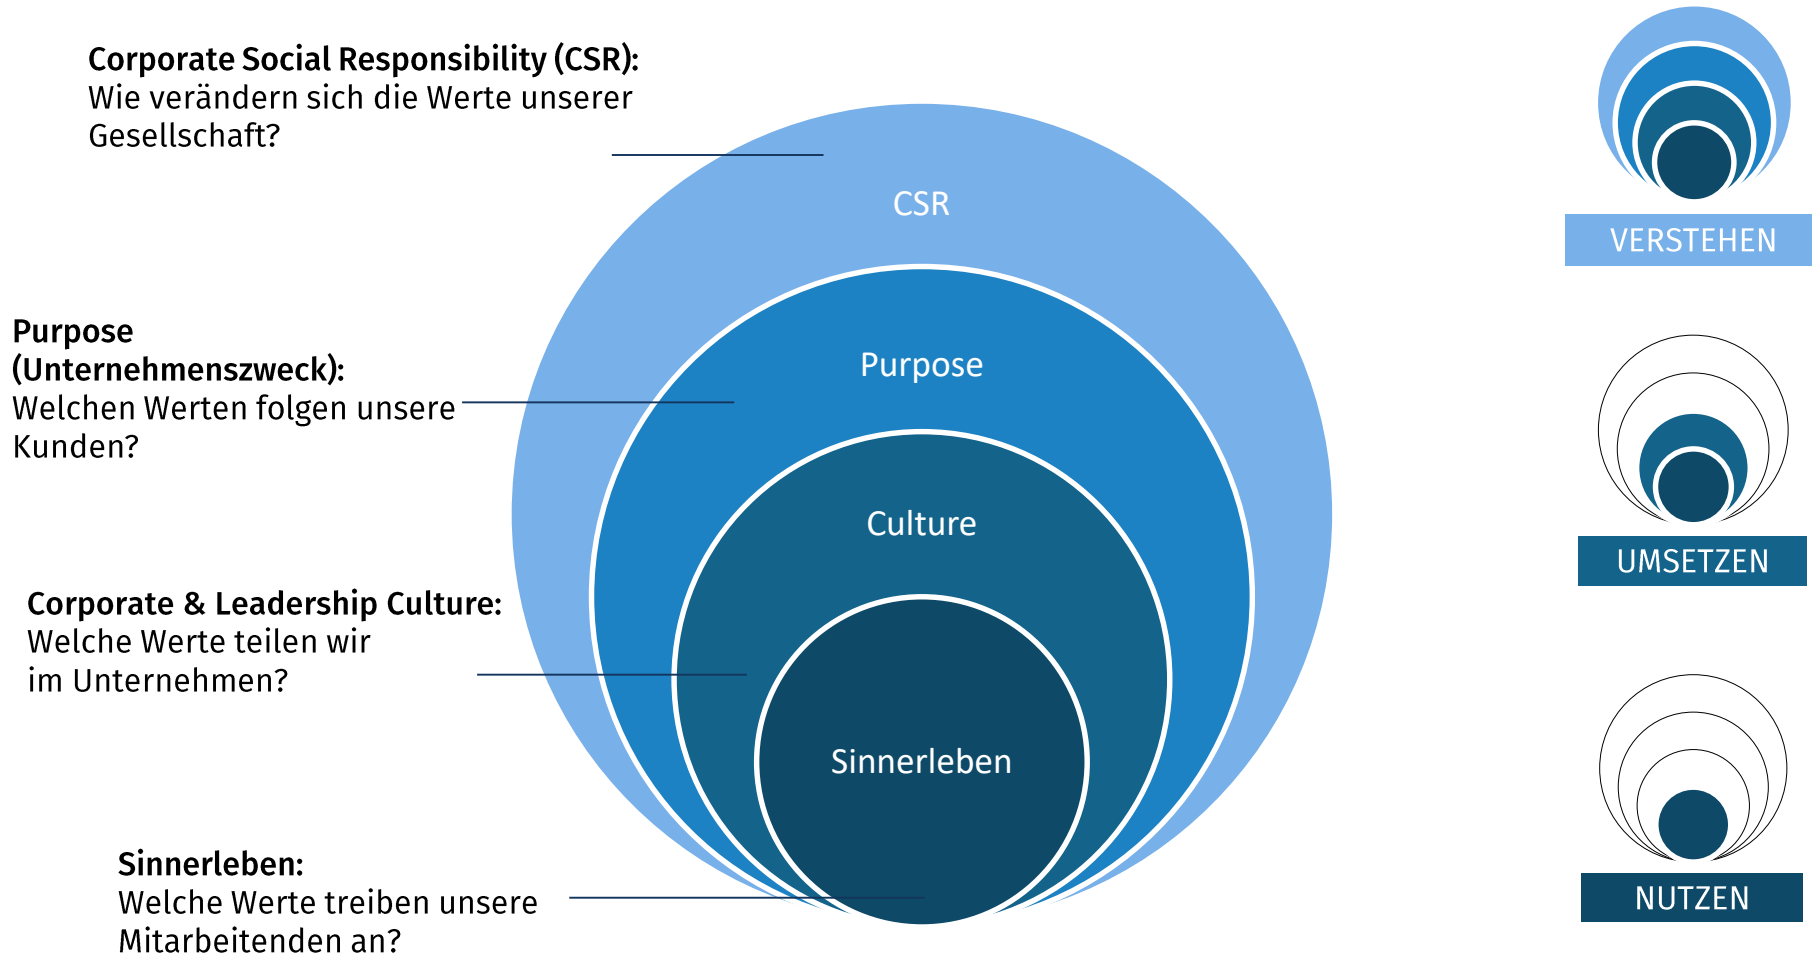 Corporate Social Responsibility (CSR):
Wie verändern sich die Werte unserer
Gesellschaft?
Purpose
(Unternehmenszweck):
Welchen Werten folgen unsere
Kunden?
Corporate & Leadership Culture:
Welche Werte teilen wir
im Unternehmen?
Sinnerleben:
Welche Werte treiben unsere
Mitarbeitenden an?
CSR
Purpose
Culture
Sinnerleben
VERSTEHEN
UMSETZEN
NUTZEN